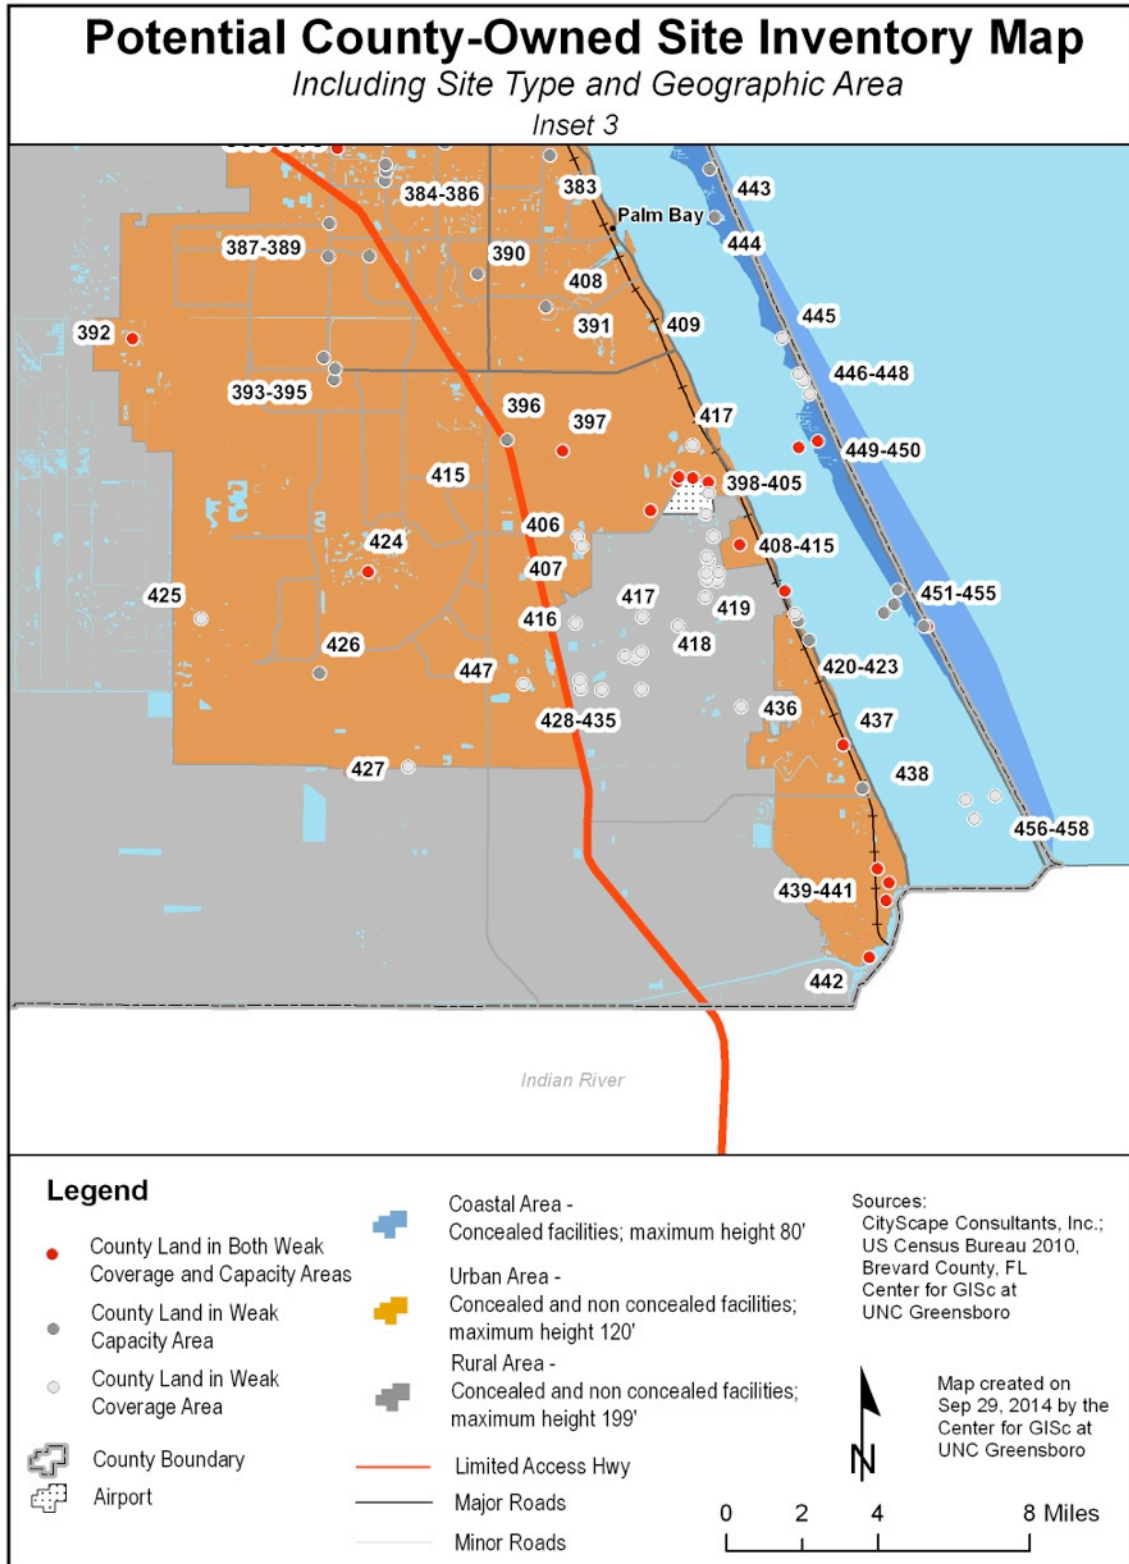 Potential County-Owned Site Inventory Map
Including Site Type and Geographic Area
Inset 3
384-386
383
443
Palm Bay
444
387-389
390
408
391
409
445
392
446-448
393-395
396
397
417
449-450
415
398-405
406
408-415
424
407
425
417
419
451-455
416
418
426
447
420-423
428-435
436
437
427
438
456-458
439-441
442
Indian River
Legend
County Land in Both Weak
Coverage and Capacity Areas
County Land in Weak
Capacity Area
County Land in Weak
Coverage Area
County Boundary
Airport
Coastal Area -
Concealed facilities; maximum height 80'
Urban Area -
Concealed and non concealed facilities;
maximum height 120'
Rural Area -
Concealed and non concealed facilities;
maximum height 199'
Limited Access Hwy
Major Roads
Minor Roads
Sources:
CityScape Consultants, Inc.;
US Census Bureau 2010,
Brevard County, FL
Center for GISc at
UNC Greensboro
N
Map created on
Sep 29, 2014 by the
Center for GISc at
UNC Greensboro
0 2 4 8 Miles